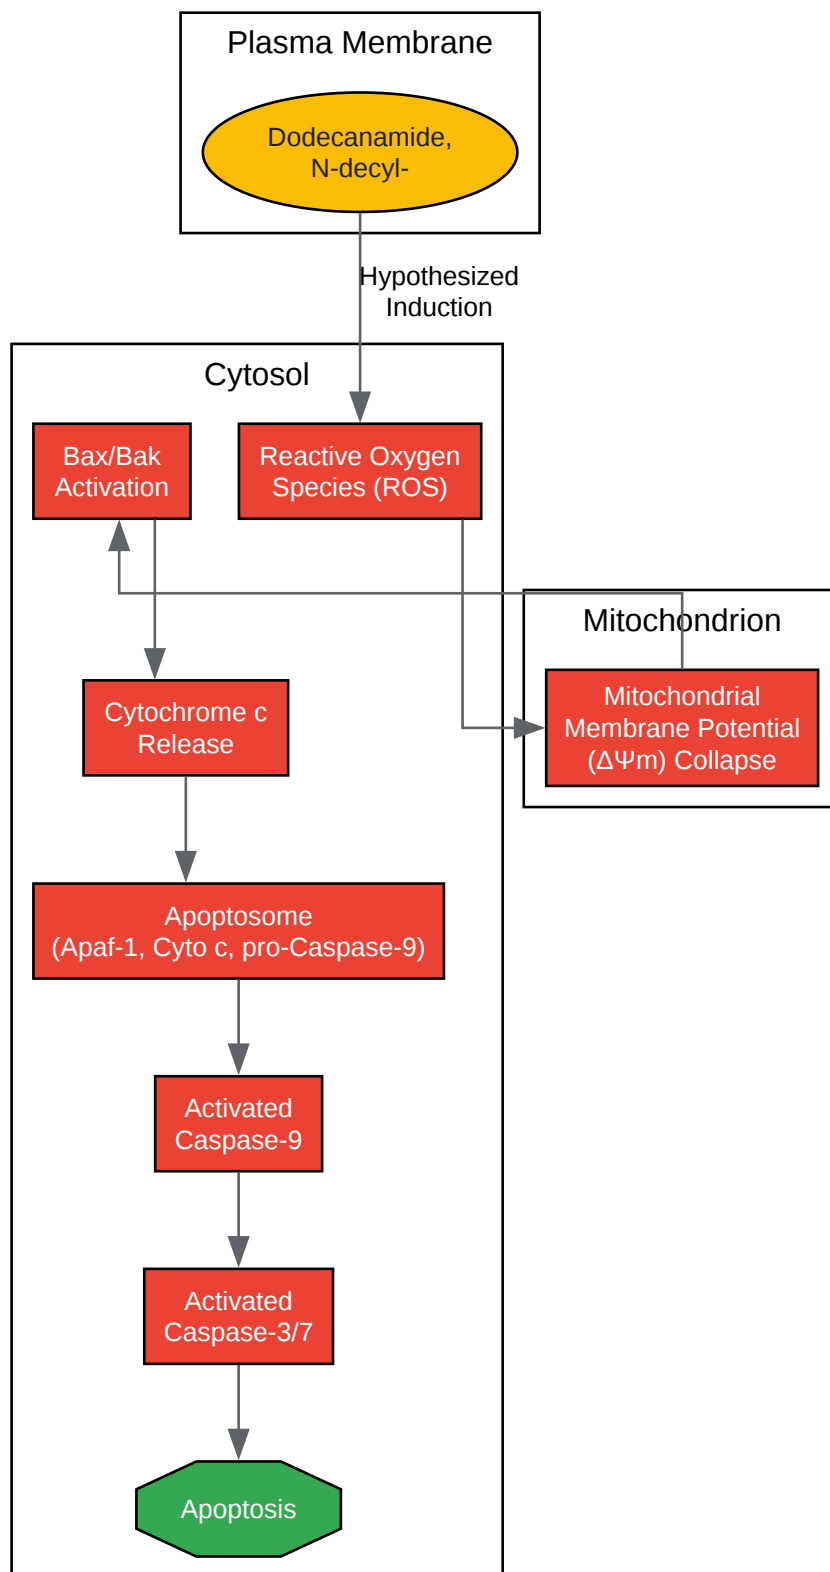 Plasma Membrane
Dodecanamide,
N-decyl-
Hypothesized
Induction
Cytosol
Bax/Bak
Activation
Reactive Oxygen
Species (ROS)
Mitochondrion
Mitochondrial
Membrane Potential
(ΔΨm) Collapse
Cytochrome c
Release
Apoptosome
(Apaf-1, Cyto c, pro-Caspase-9)
Activated
Caspase-9
Activated
Caspase-3/7
Apoptosis